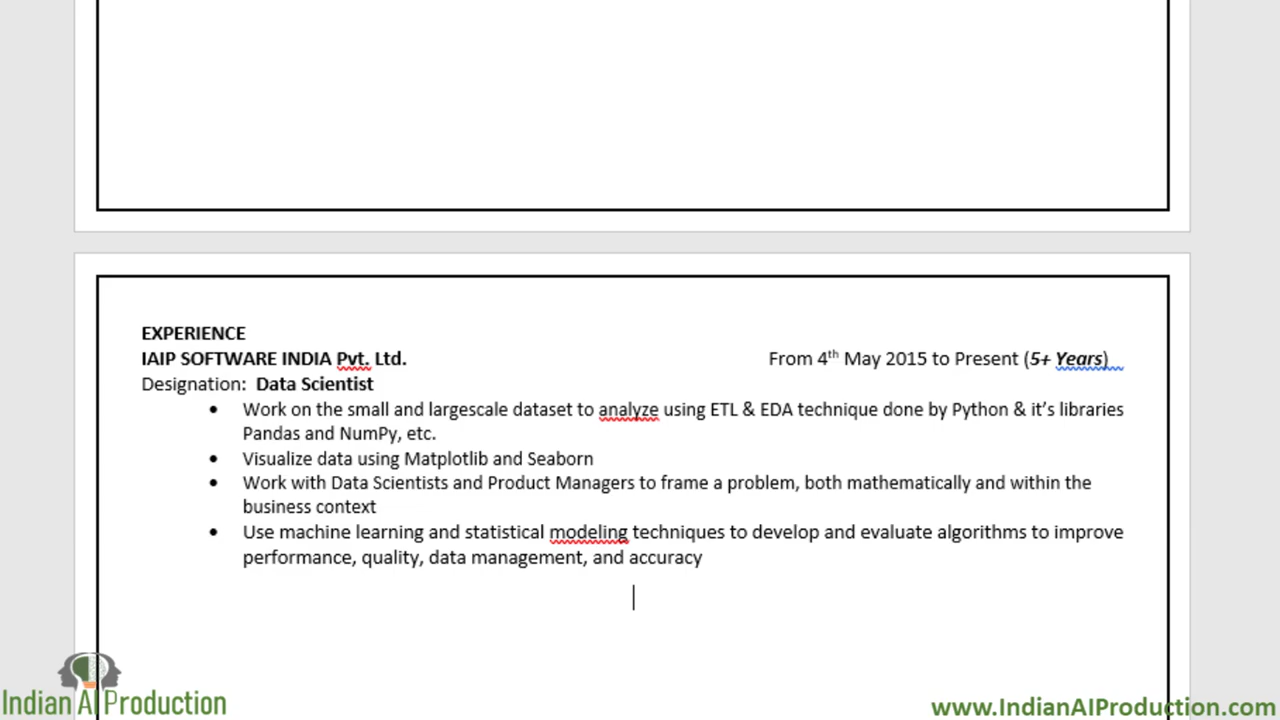 EXPERIENCE
IAIP SOFTWARE INDIA Pvt. Ltd. From 4th May 2015 to Present (5+ Years)
Designation: Data Scientist
• Work on the small and largescale dataset to analyze using ETL & EDA technique done by Python & it’s libraries
Pandas and NumPy, etc.
• Visualize data using Matplotlib and Seaborn
• Work with Data Scientists and Product Managers to frame a problem, both mathematically and within the
business context
• Use machine learning and statistical modeling techniques to develop and evaluate algorithms to improve
performance, quality, data management, and accuracy
Indian AI Production
www.IndianAIProduction.com